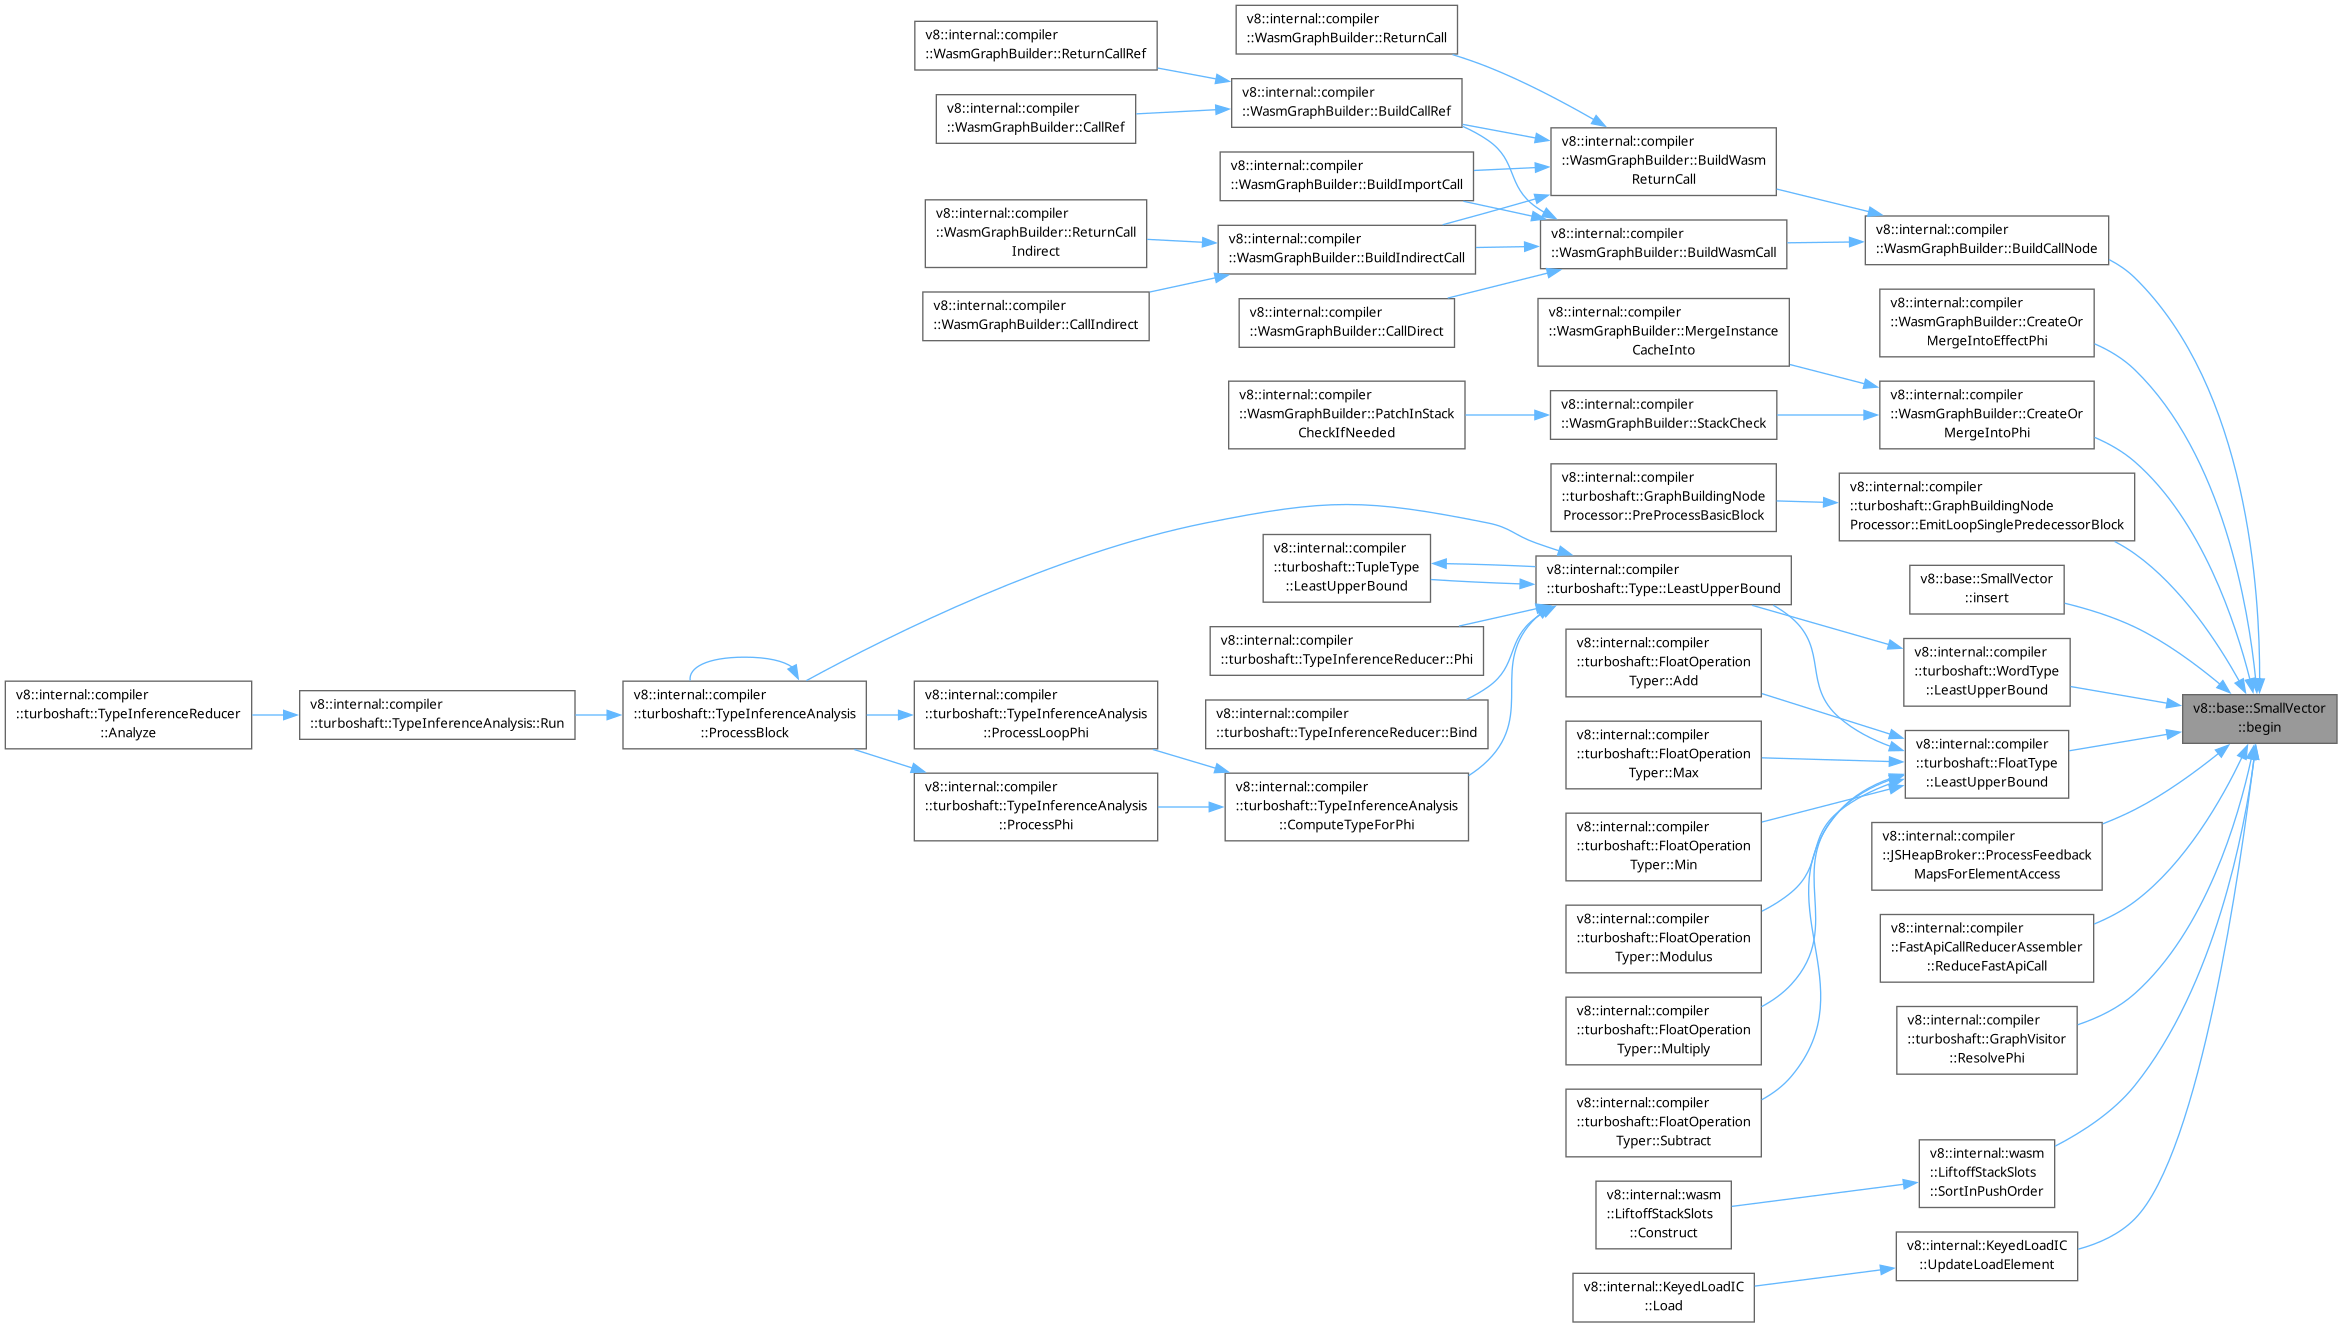 v8::internal::compiler
::WasmGraphBuilder::ReturnCall
v8::internal::compiler
::WasmGraphBuilder::ReturnCallRef
v8::internal::compiler
::WasmGraphBuilder::BuildCallRef
v8::internal::compiler
::WasmGraphBuilder::CallRef
v8::internal::compiler
::WasmGraphBuilder::BuildWasm
ReturnCall
v8::internal::compiler
::WasmGraphBuilder::BuildImportCall
v8::internal::compiler
::WasmGraphBuilder::ReturnCall
Indirect
v8::internal::compiler
::WasmGraphBuilder::BuildIndirectCall
v8::internal::compiler
::WasmGraphBuilder::BuildWasmCall
v8::internal::compiler
::WasmGraphBuilder::BuildCallNode
v8::internal::compiler
::WasmGraphBuilder::CallIndirect
v8::internal::compiler
::WasmGraphBuilder::CallDirect
v8::internal::compiler
::WasmGraphBuilder::MergeInstance
CacheInto
v8::internal::compiler
::WasmGraphBuilder::CreateOr
MergeIntoEffectPhi
v8::internal::compiler
::WasmGraphBuilder::PatchInStack
CheckIfNeeded
v8::internal::compiler
::WasmGraphBuilder::StackCheck
v8::internal::compiler
::WasmGraphBuilder::CreateOr
MergeIntoPhi
v8::internal::compiler
::turboshaft::GraphBuildingNode
Processor::PreProcessBasicBlock
v8::internal::compiler
::turboshaft::GraphBuildingNode
Processor::EmitLoopSinglePredecessorBlock
v8::internal::compiler
::turboshaft::TupleType
::LeastUpperBound
v8::internal::compiler
::turboshaft::Type::LeastUpperBound
v8::base::SmallVector
::insert
v8::internal::compiler
::turboshaft::TypeInferenceReducer::Phi
v8::internal::compiler
::turboshaft::FloatOperation
Typer::Add
v8::internal::compiler
::turboshaft::WordType
::LeastUpperBound
v8::internal::compiler
::turboshaft::TypeInferenceReducer
::Analyze
v8::internal::compiler
::turboshaft::TypeInferenceAnalysis::Run
v8::internal::compiler
::turboshaft::TypeInferenceAnalysis
::ProcessBlock
v8::internal::compiler
::turboshaft::TypeInferenceAnalysis
::ProcessLoopPhi
v8::internal::compiler
::turboshaft::TypeInferenceReducer::Bind
v8::base::SmallVector
::begin
v8::internal::compiler
::turboshaft::FloatOperation
Typer::Max
v8::internal::compiler
::turboshaft::FloatType
::LeastUpperBound
v8::internal::compiler
::turboshaft::TypeInferenceAnalysis
::ProcessPhi
v8::internal::compiler
::turboshaft::TypeInferenceAnalysis
::ComputeTypeForPhi
v8::internal::compiler
::turboshaft::FloatOperation
Typer::Min
v8::internal::compiler
::JSHeapBroker::ProcessFeedback
MapsForElementAccess
v8::internal::compiler
::turboshaft::FloatOperation
Typer::Modulus
v8::internal::compiler
::FastApiCallReducerAssembler
::ReduceFastApiCall
v8::internal::compiler
::turboshaft::FloatOperation
Typer::Multiply
v8::internal::compiler
::turboshaft::GraphVisitor
::ResolvePhi
v8::internal::compiler
::turboshaft::FloatOperation
Typer::Subtract
v8::internal::wasm
::LiftoffStackSlots
::SortInPushOrder
v8::internal::wasm
::LiftoffStackSlots
::Construct
v8::internal::KeyedLoadIC
::UpdateLoadElement
v8::internal::KeyedLoadIC
::Load